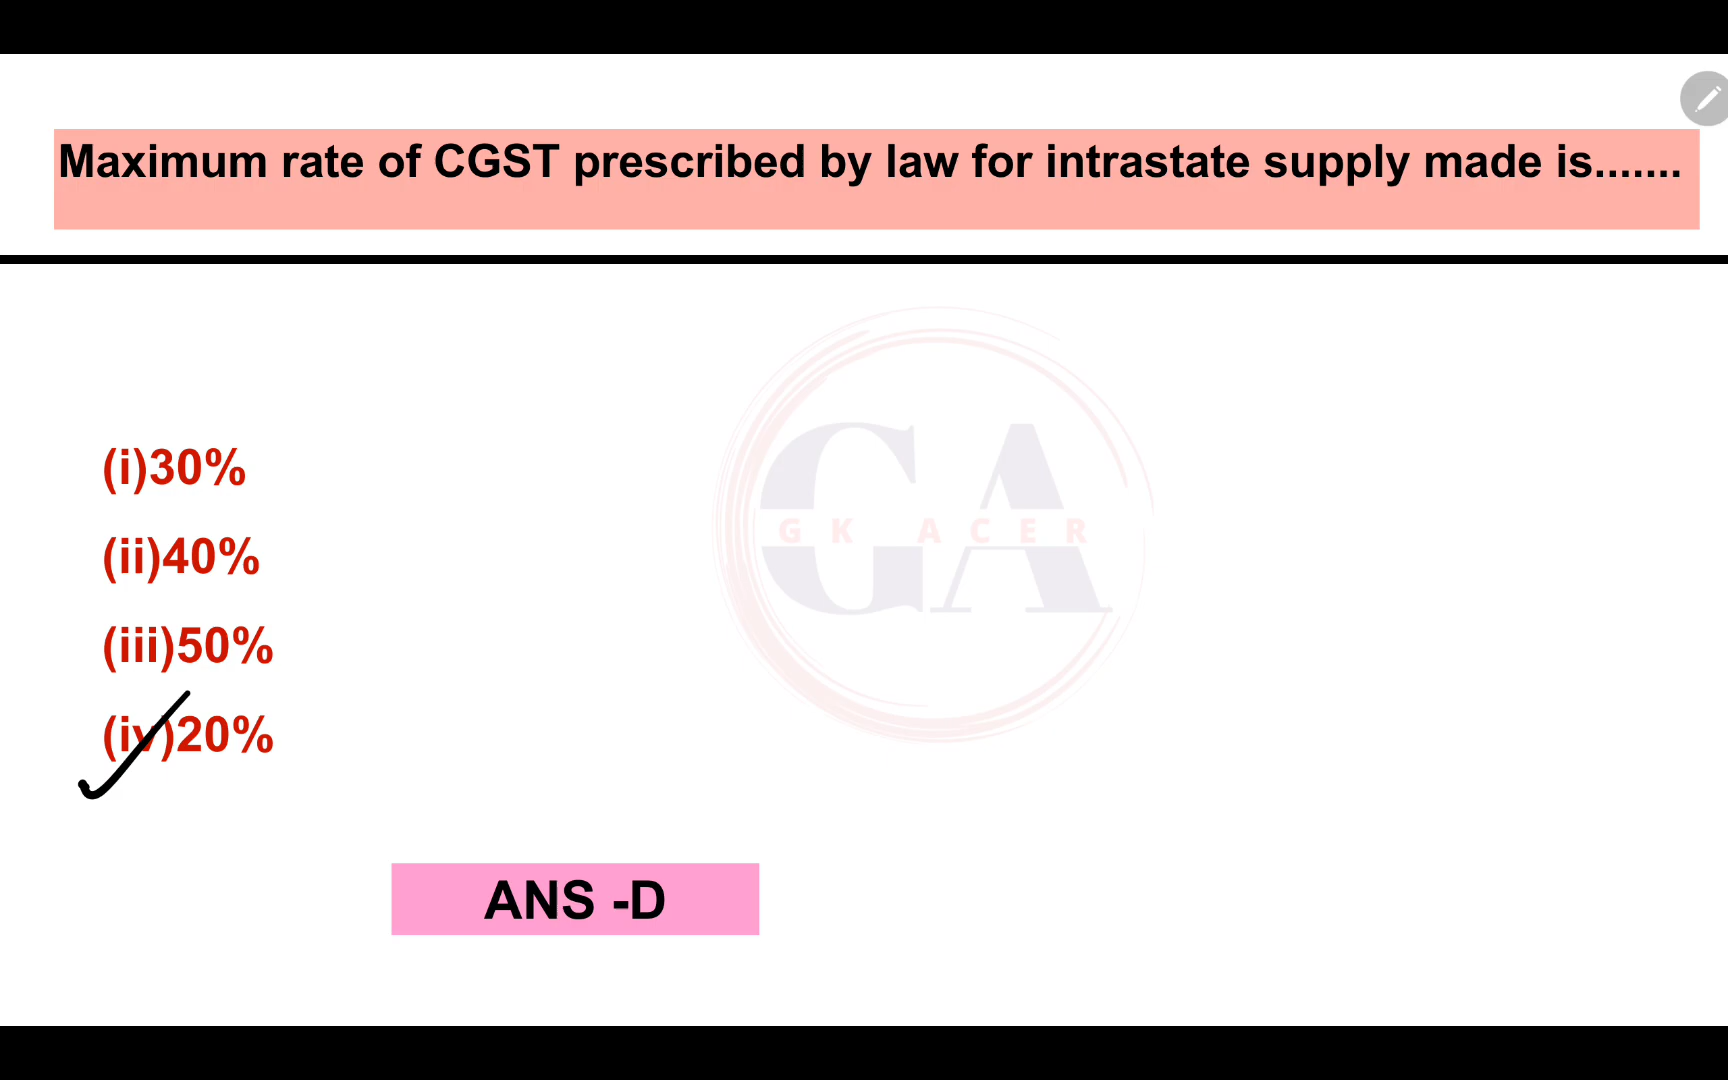 Maximum rate of CGST prescribed by law for intrastate supply made is.......
(i)30%
GA
GK ACER
(ii)40%
(iii)50%
(iv)20%
ANS -D